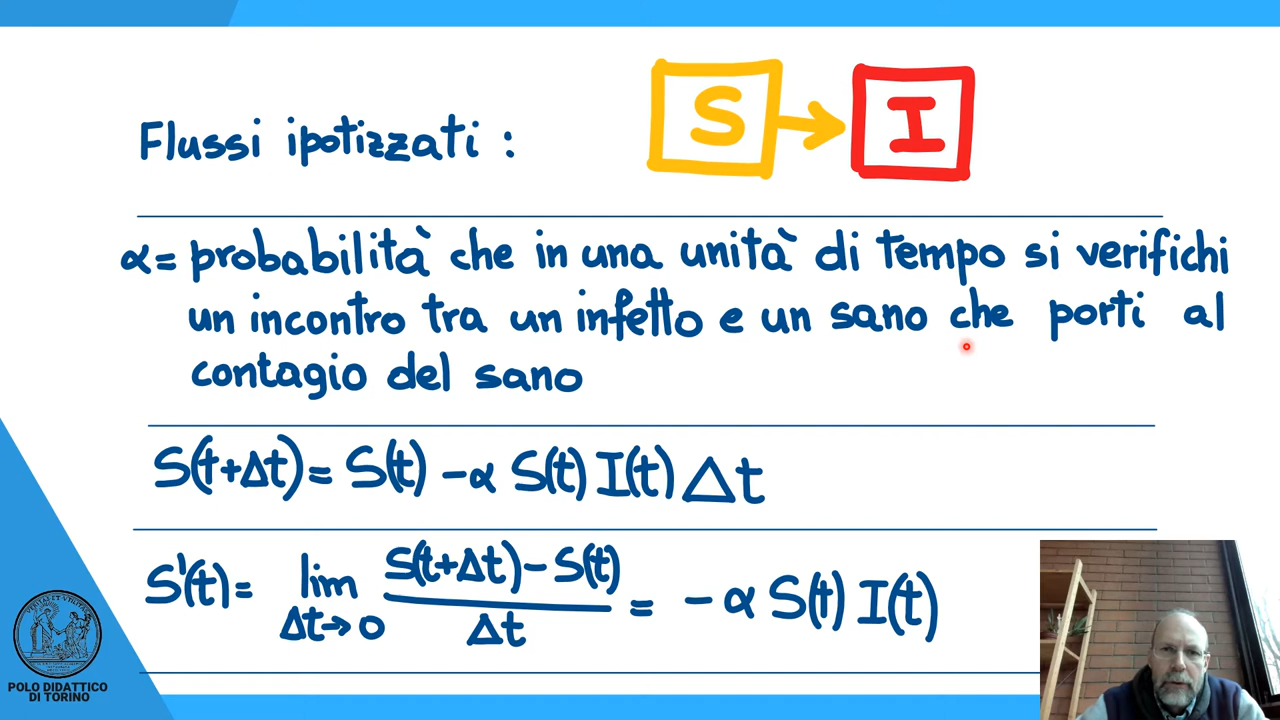 Flussi ipotizzati :
S → I
α = probabilità che in una unità di tempo si verifichi
un incontro tra un infetto e un sano che porti al
contagio del sano
S(t+Δt) = S(t) - α S(t) I(t) Δt
S'(t) = lim Δt→0 (S(t+Δt) - S(t)) / Δt = - α S(t) I(t)
POLO DIDATTICO
DI TORINO